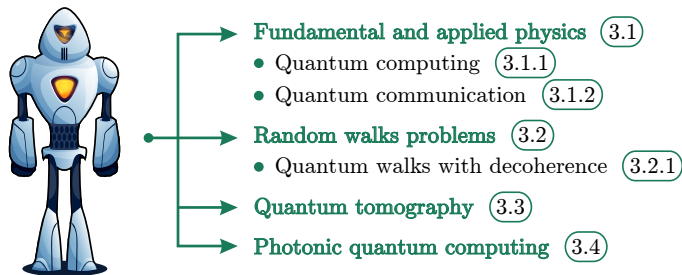 Fundamental and applied physics 3.1
• Quantum computing 3.1.1
• Quantum communication 3.1.2
Random walks problems 3.2
• Quantum walks with decoherence 3.2.1
Quantum tomography 3.3
Photonic quantum computing 3.4